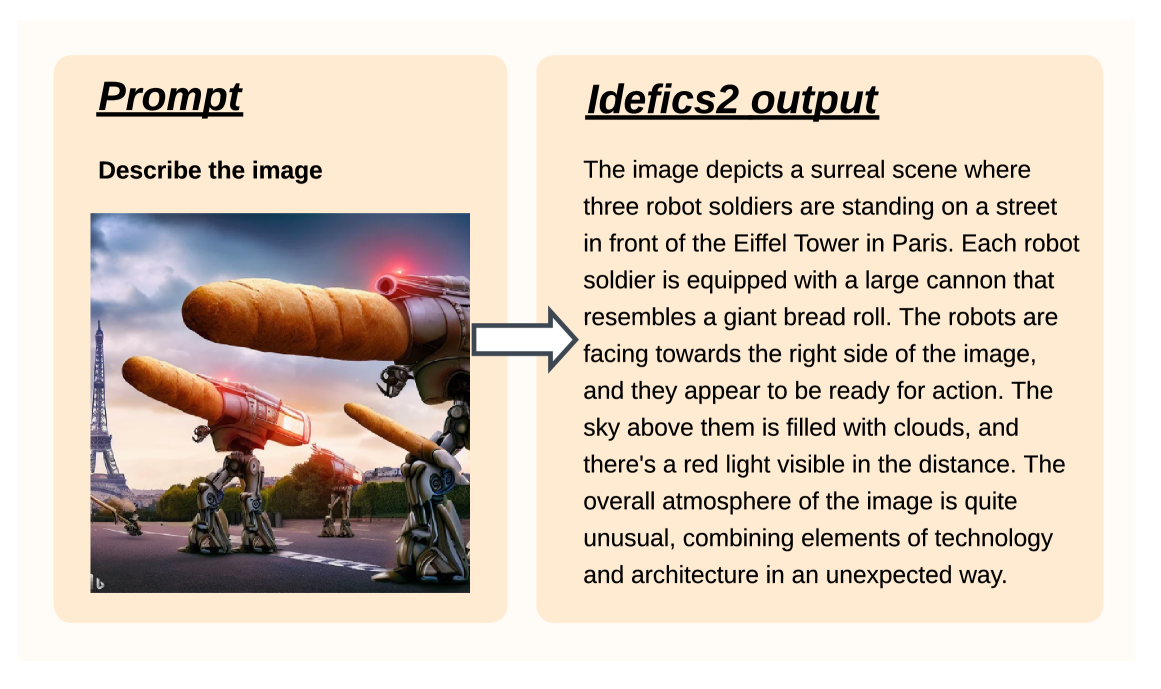 Prompt
Describe the image
Idefics2 output
The image depicts a surreal scene where
three robot soldiers are standing on a street
in front of the Eiffel Tower in Paris. Each robot
soldier is equipped with a large cannon that
resembles a giant bread roll. The robots are
facing towards the right side of the image,
and they appear to be ready for action. The
sky above them is filled with clouds, and
there's a red light visible in the distance. The
overall atmosphere of the image is quite
unusual, combining elements of technology
and architecture in an unexpected way.